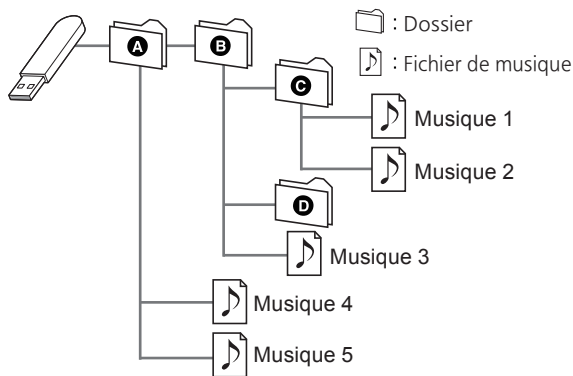 A
B
: Dossier
: Fichier de musique
C
Musique 1
Musique 2
D
Musique 3
Musique 4
Musique 5